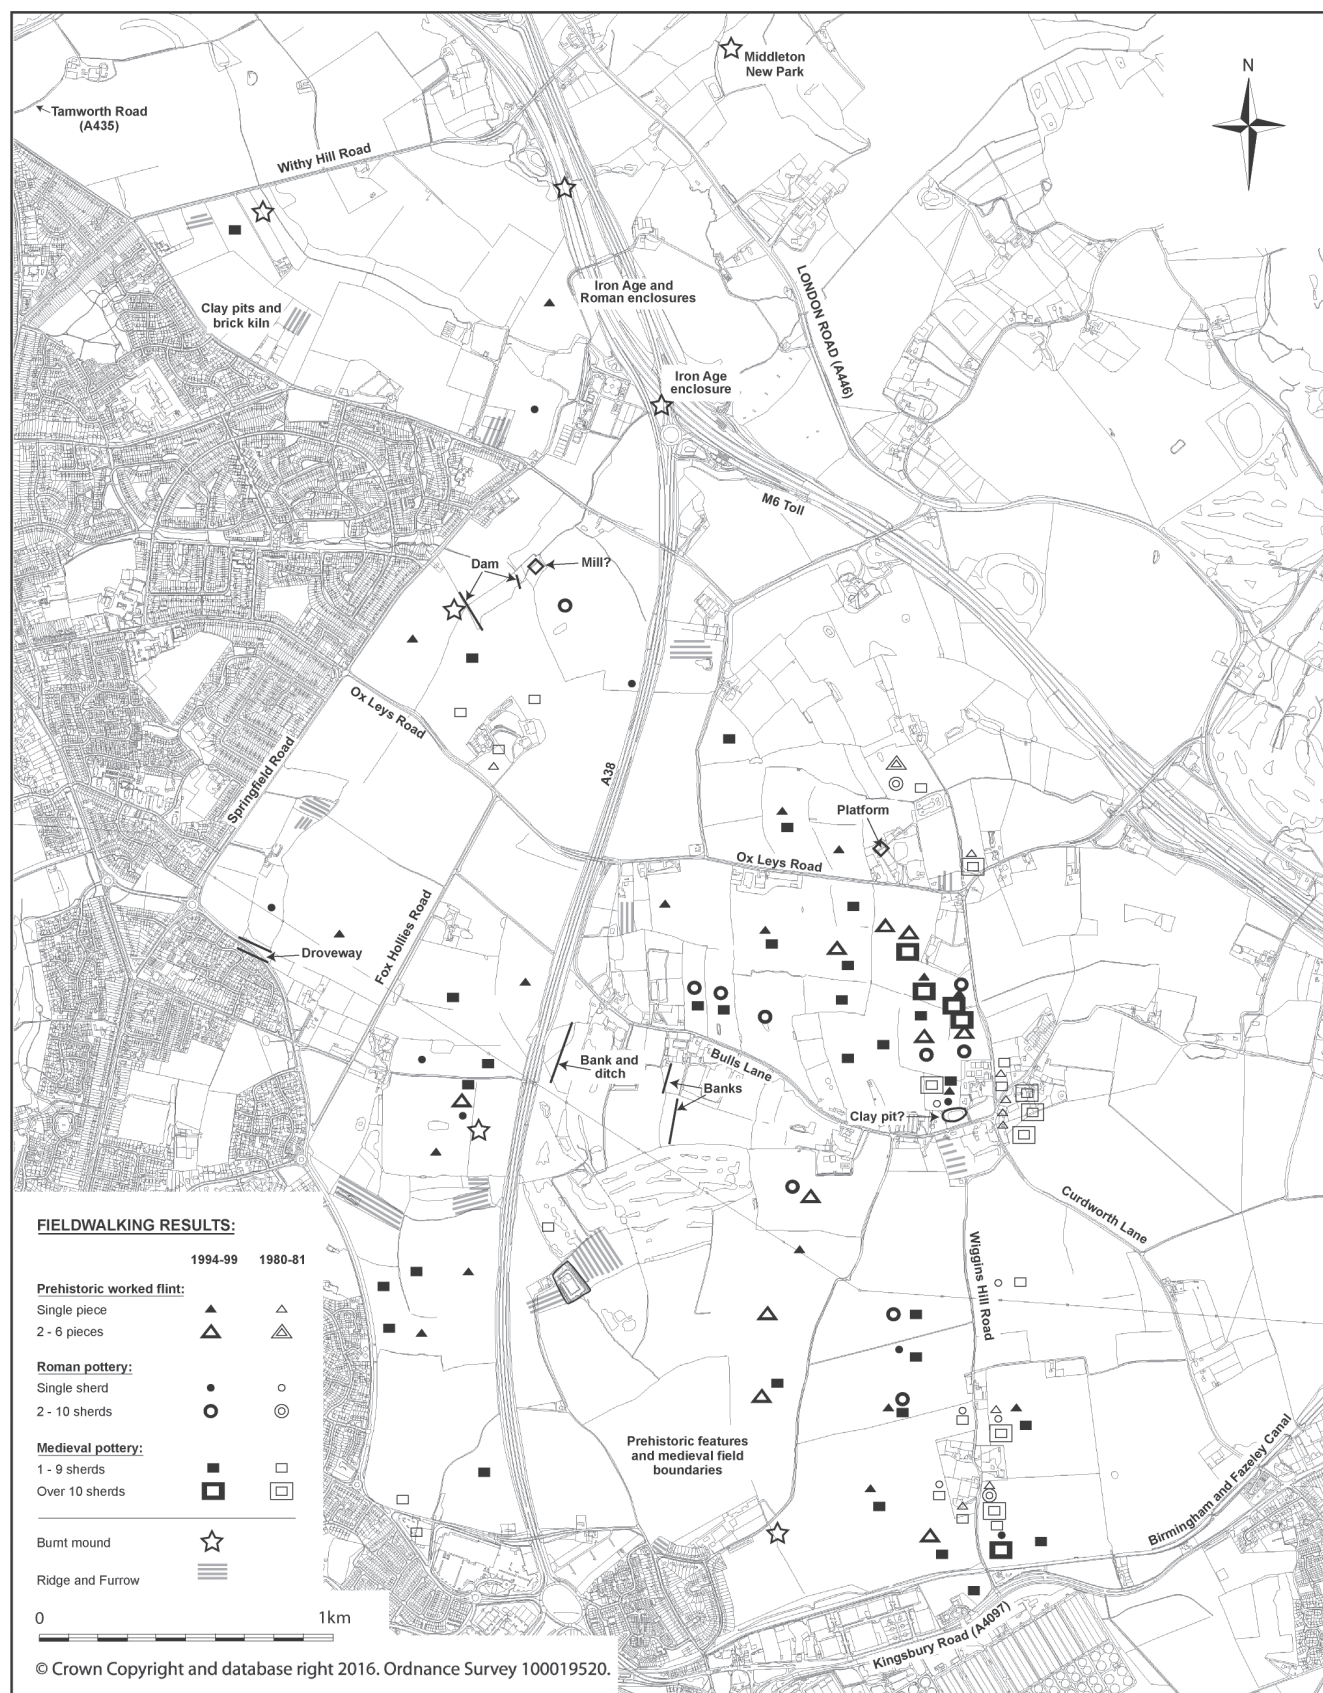 Middleton
New Park
N
Tamworth Road
(A435)
Withy Hill Road
Iron Age and
Roman enclosures
LONDON ROAD (A446)
Clay pits and
brick kiln
Iron Age
enclosure
M6 Toll
Dam
Mill?
Ox Leys Road
Springfield Road
A38
Platform
Ox Leys Road
Fox Hollies Road
Droveway
Bank and
ditch
Bulls Lane
Banks
Clay pit?
Curdworth Lane
Wiggins Hill Road
Prehistoric features
and medieval field
boundaries
Birmingham and Fazeley Canal
Kingsbury Road (A4097)
FIELDWALKING RESULTS:
1994-99 1980-81
Prehistoric worked flint:
Single piece
2 - 6 pieces
Roman pottery:
Single sherd
2 - 10 sherds
Medieval pottery:
1 - 9 sherds
Over 10 sherds
Burnt mound
Ridge and Furrow
0 1km
© Crown Copyright and database right 2016. Ordnance Survey 100019520.